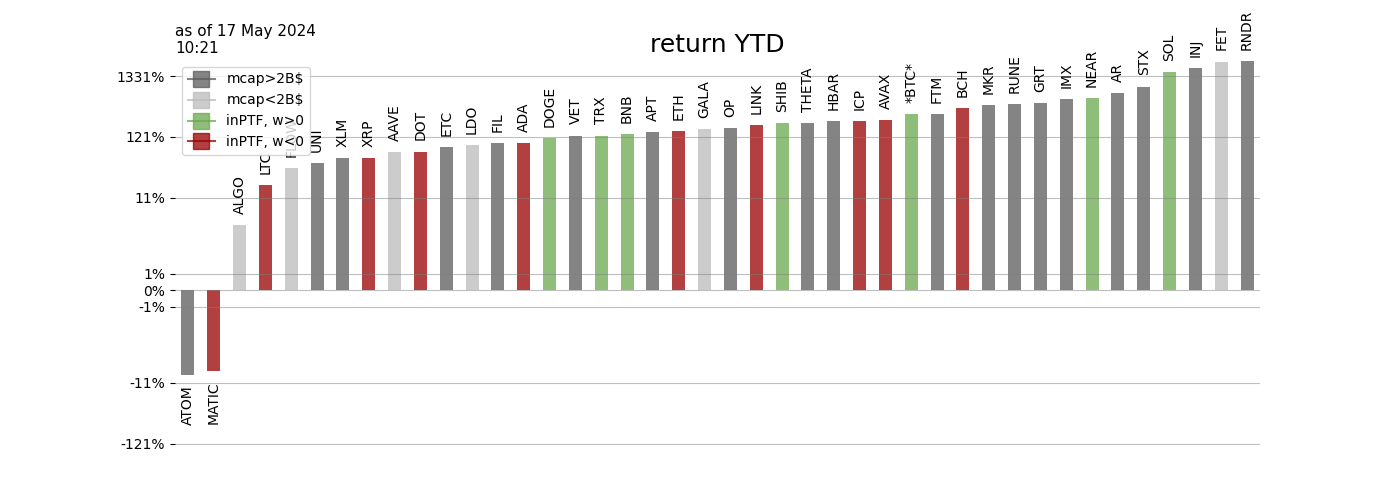 as of 17 May 2024
10:21
return YTD
mcap>2B$
mcap<2B$
inPTF, w>0
inPTF, w<0
1331%
121%
11%
1%
0%
-1%
-11%
-121%
ATOM
MATIC
ALGO
LTC
FLOW
UNI
XLM
XRP
AAVE
DOT
ETC
LDO
FIL
ADA
DOGE
VET
TRX
BNB
APT
ETH
GALA
OP
LINK
SHIB
THETA
HBAR
ICP
AVAX
*BTC*
FTM
BCH
MKR
RUNE
GRT
IMX
NEAR
AR
STX
SOL
INJ
FET
RNDR